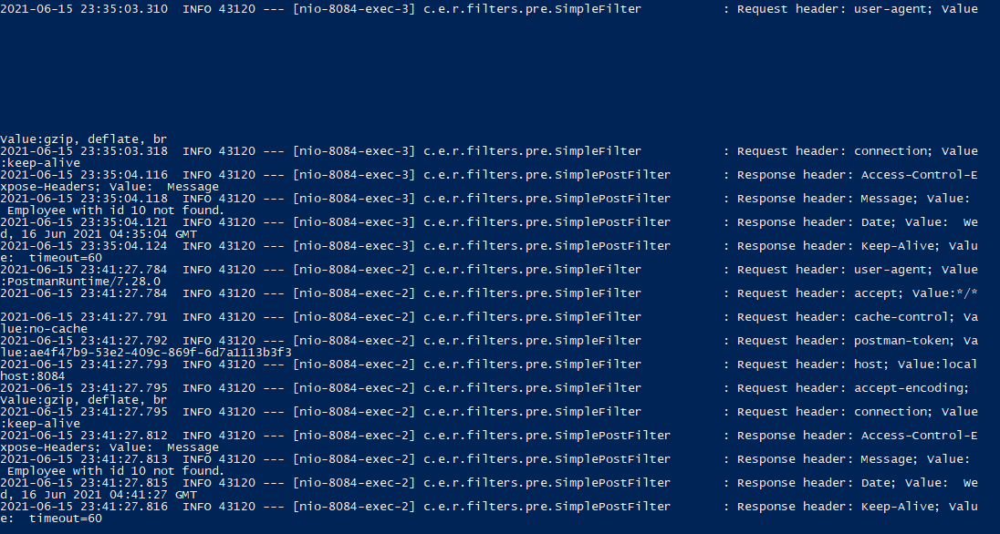 2021-06-15 23:35:03.310  INFO 43120 --- [nio-8084-exec-3] c.e.r.filters.pre.SimpleFilter           : Request header: user-agent; Value
Value:gzip, deflate, br
2021-06-15 23:35:03.318  INFO 43120 --- [nio-8084-exec-3] c.e.r.filters.pre.SimpleFilter           : Request header: connection; Value
:keep-alive
2021-06-15 23:35:04.116  INFO 43120 --- [nio-8084-exec-3] c.e.r.filters.pre.SimplePostFilter       : Response header: Access-Control-E
xpose-Headers; Value:  Message
2021-06-15 23:35:04.118  INFO 43120 --- [nio-8084-exec-3] c.e.r.filters.pre.SimplePostFilter       : Response header: Message; Value:
 Employee with id 10 not found.
2021-06-15 23:35:04.121  INFO 43120 --- [nio-8084-exec-3] c.e.r.filters.pre.SimplePostFilter       : Response header: Date; Value:  We
d, 16 Jun 2021 04:35:04 GMT
2021-06-15 23:35:04.124  INFO 43120 --- [nio-8084-exec-3] c.e.r.filters.pre.SimplePostFilter       : Response header: Keep-Alive; Valu
e:  timeout=60
2021-06-15 23:41:27.784  INFO 43120 --- [nio-8084-exec-2] c.e.r.filters.pre.SimpleFilter           : Request header: user-agent; Value
:PostmanRuntime/7.28.0
2021-06-15 23:41:27.784  INFO 43120 --- [nio-8084-exec-2] c.e.r.filters.pre.SimpleFilter           : Request header: accept; Value:*/*
2021-06-15 23:41:27.791  INFO 43120 --- [nio-8084-exec-2] c.e.r.filters.pre.SimpleFilter           : Request header: cache-control; Va
lue:no-cache
2021-06-15 23:41:27.792  INFO 43120 --- [nio-8084-exec-2] c.e.r.filters.pre.SimpleFilter           : Request header: postman-token; Va
lue:ae4f47b9-53e2-409c-869f-6d7a1113b3f3
2021-06-15 23:41:27.793  INFO 43120 --- [nio-8084-exec-2] c.e.r.filters.pre.SimpleFilter           : Request header: host; Value:local
host:8084
2021-06-15 23:41:27.795  INFO 43120 --- [nio-8084-exec-2] c.e.r.filters.pre.SimpleFilter           : Request header: accept-encoding;
Value:gzip, deflate, br
2021-06-15 23:41:27.795  INFO 43120 --- [nio-8084-exec-2] c.e.r.filters.pre.SimpleFilter           : Request header: connection; Value
:keep-alive
2021-06-15 23:41:27.812  INFO 43120 --- [nio-8084-exec-2] c.e.r.filters.pre.SimplePostFilter       : Response header: Access-Control-E
xpose-Headers; Value:  Message
2021-06-15 23:41:27.813  INFO 43120 --- [nio-8084-exec-2] c.e.r.filters.pre.SimplePostFilter       : Response header: Message; Value:
 Employee with id 10 not found.
2021-06-15 23:41:27.815  INFO 43120 --- [nio-8084-exec-2] c.e.r.filters.pre.SimplePostFilter       : Response header: Date; Value:  We
d, 16 Jun 2021 04:41:27 GMT
2021-06-15 23:41:27.816  INFO 43120 --- [nio-8084-exec-2] c.e.r.filters.pre.SimplePostFilter       : Response header: Keep-Alive; Valu
e:  timeout=60